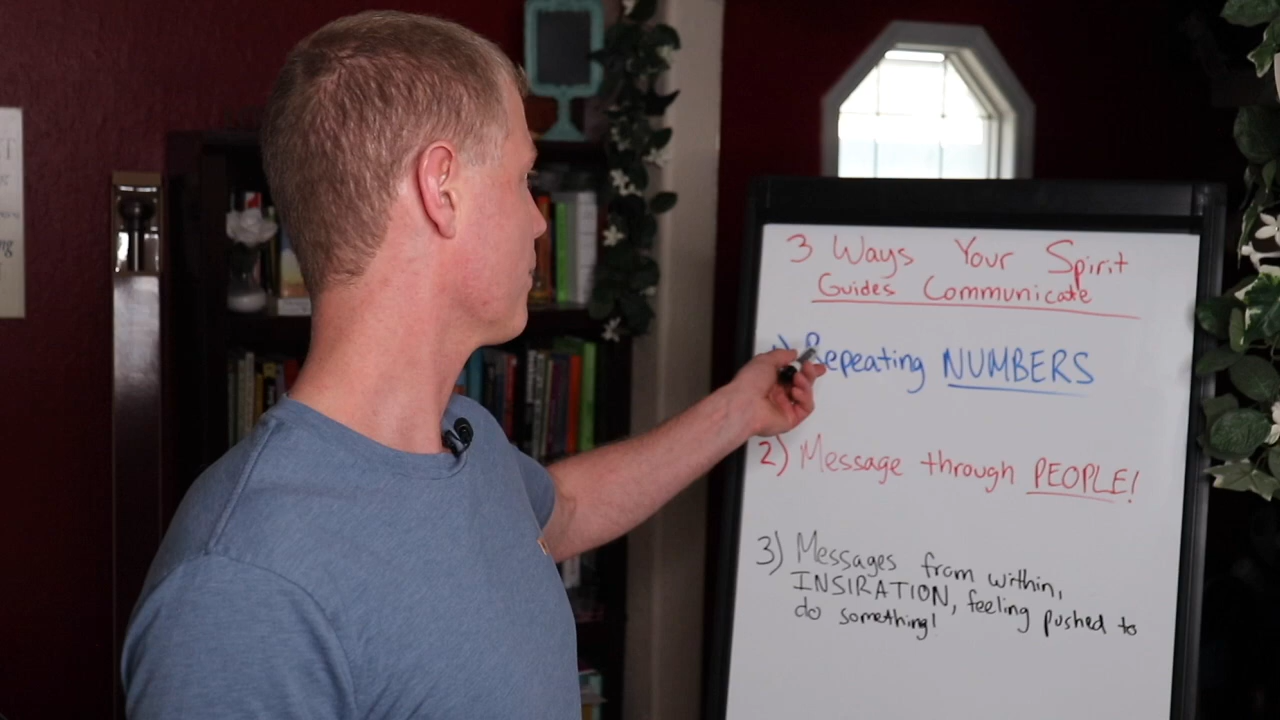 3 Ways Your Spirit
Guides Communicate
1) Repeating NUMBERS
2) Message through PEOPLE!
3) Messages from within,
INSIRATION, feeling pushed to
do something!